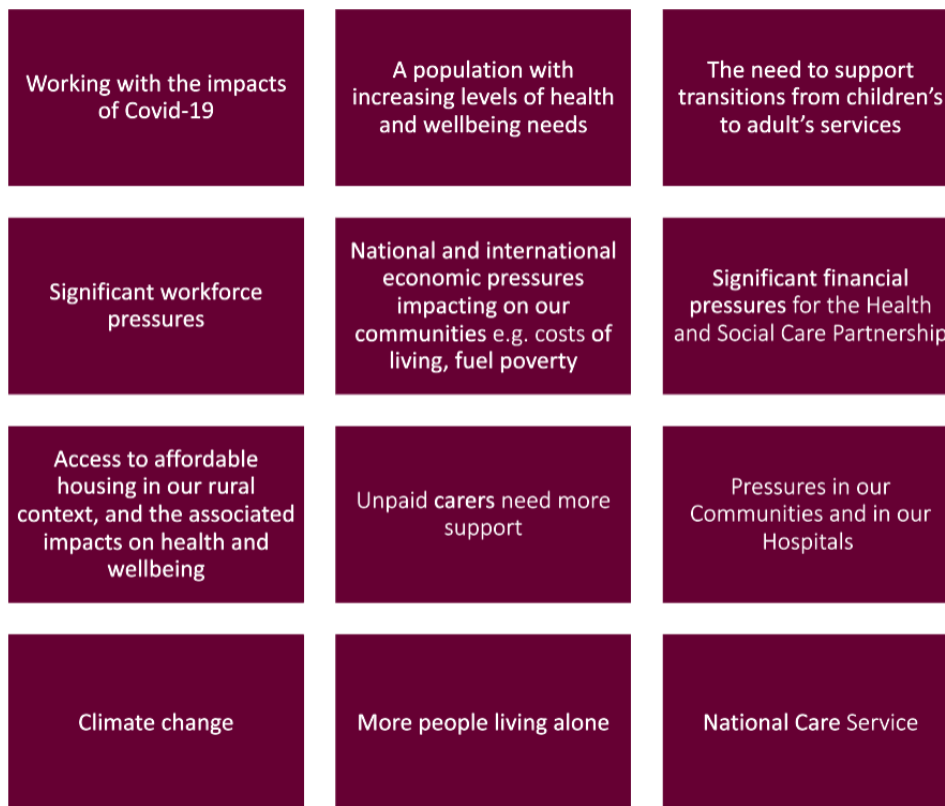 Working with the impacts
of Covid-19
A population with
increasing levels of health
and wellbeing needs
The need to support
transitions from children’s
to adult’s services
Significant workforce
pressures
National and international
economic pressures
impacting on our
communities e.g. costs of
living, fuel poverty
Significant financial
pressures for the Health
and Social Care Partnership
Access to affordable
housing in our rural
context, and the associated
impacts on health and
wellbeing
Unpaid carers need more
support
Pressures in our
Communities and in our
Hospitals
Climate change
More people living alone
National Care Service